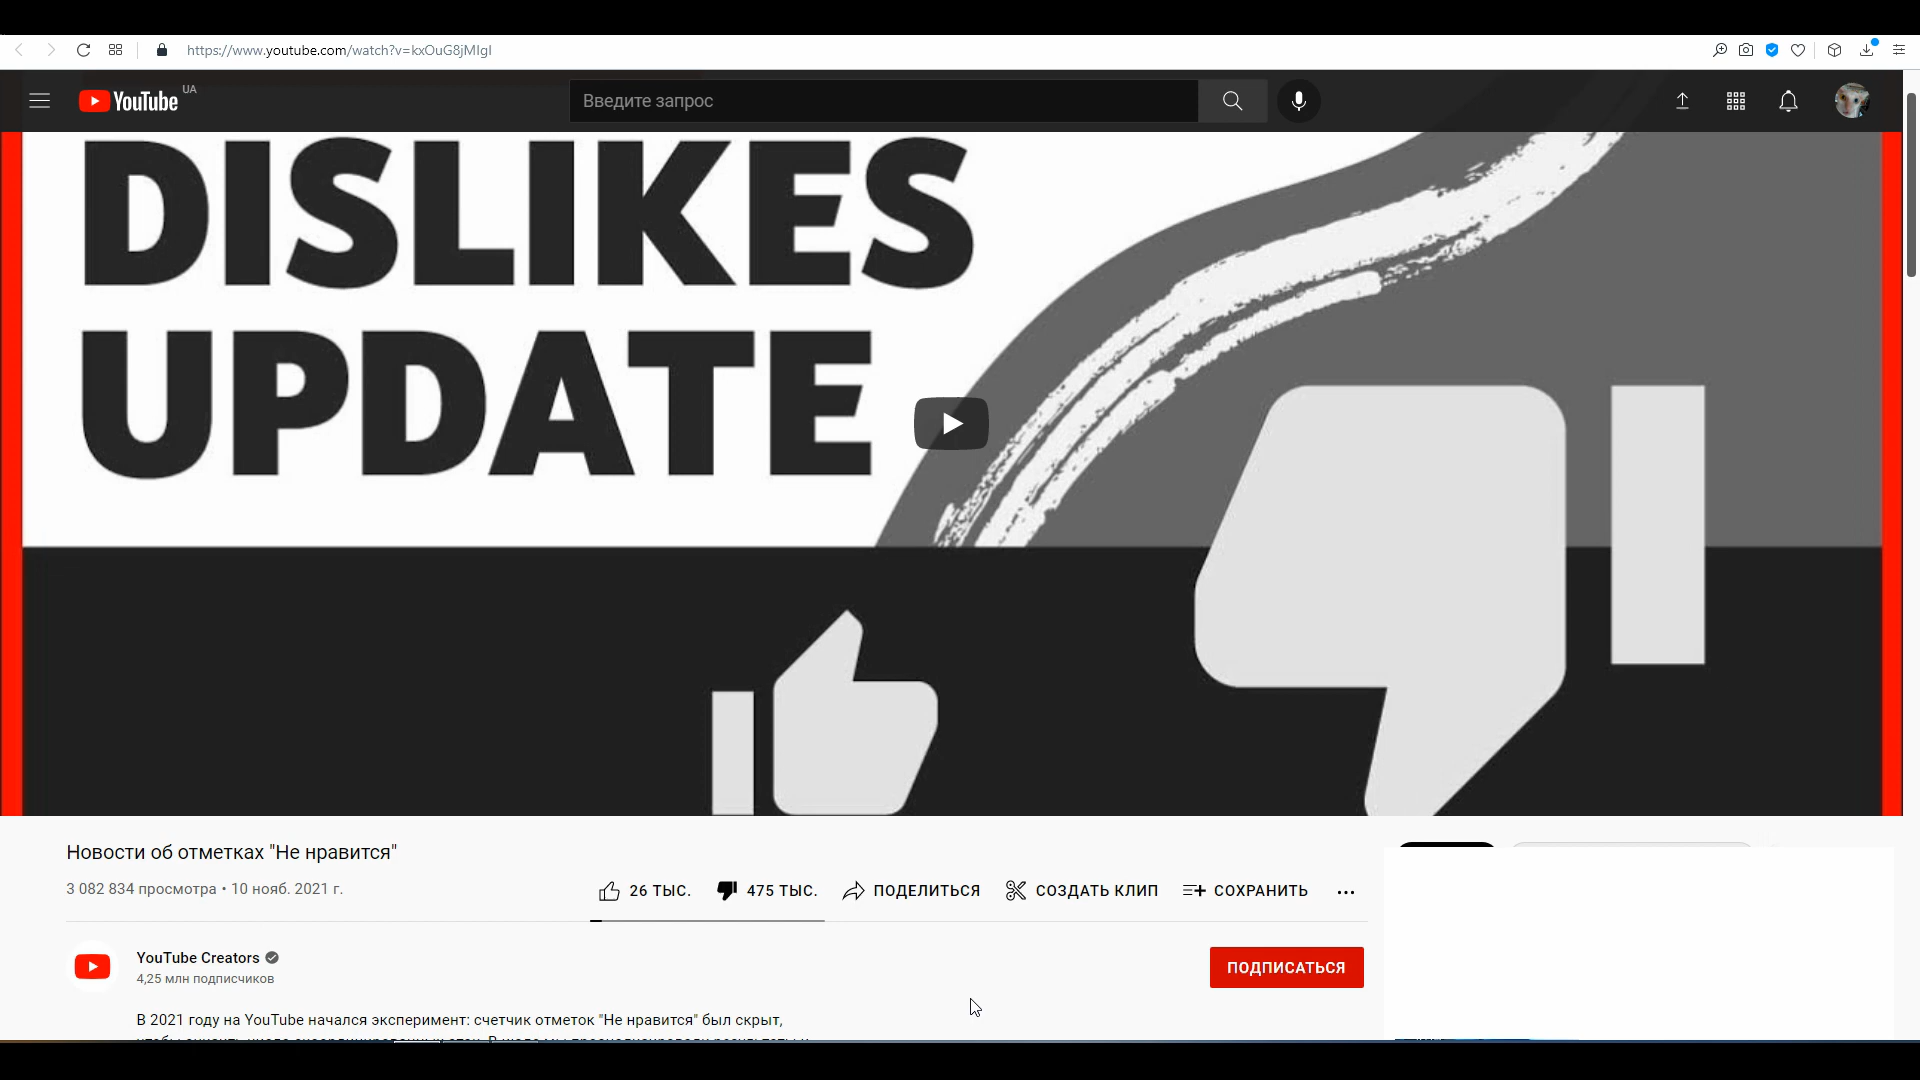 https://www.youtube.com/watch?v=kxOuG8jMIgI
YouTube UA
Введите запрос
DISLIKES
UPDATE
Новости об отметках "Не нравится"
3 082 834 просмотра • 10 нояб. 2021 г.
26 ТЫС. 475 ТЫС. ПОДЕЛИТЬСЯ СОЗДАТЬ КЛИП СОХРАНИТЬ
YouTube Creators
4,25 млн подписчиков
ПОДПИСАТЬСЯ
В 2021 году на YouTube начался эксперимент: счетчик отметок "Не нравится" был скрыт,